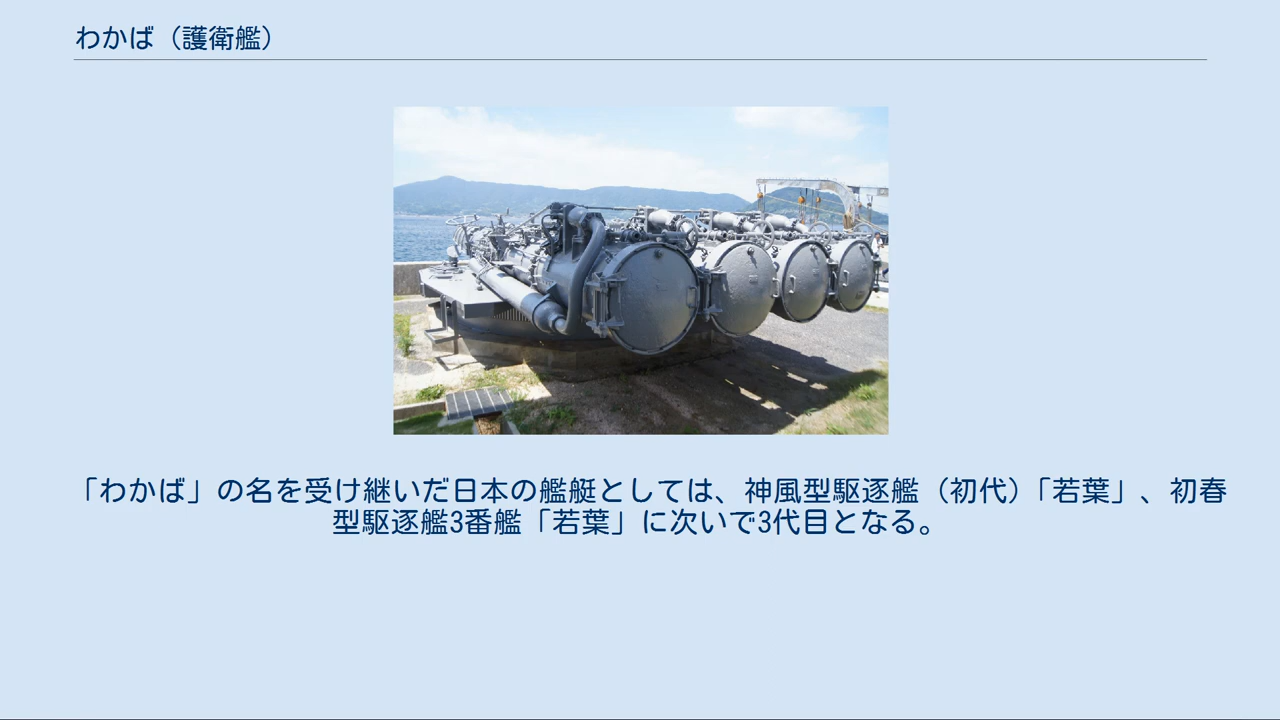 わかば（護衛艦）
「わかば」の名を受け継いだ日本の艦艇としては、神風型駆逐艦（初代）「若葉」、初春
型駆逐艦3番艦「若葉」に次いで3代目となる。